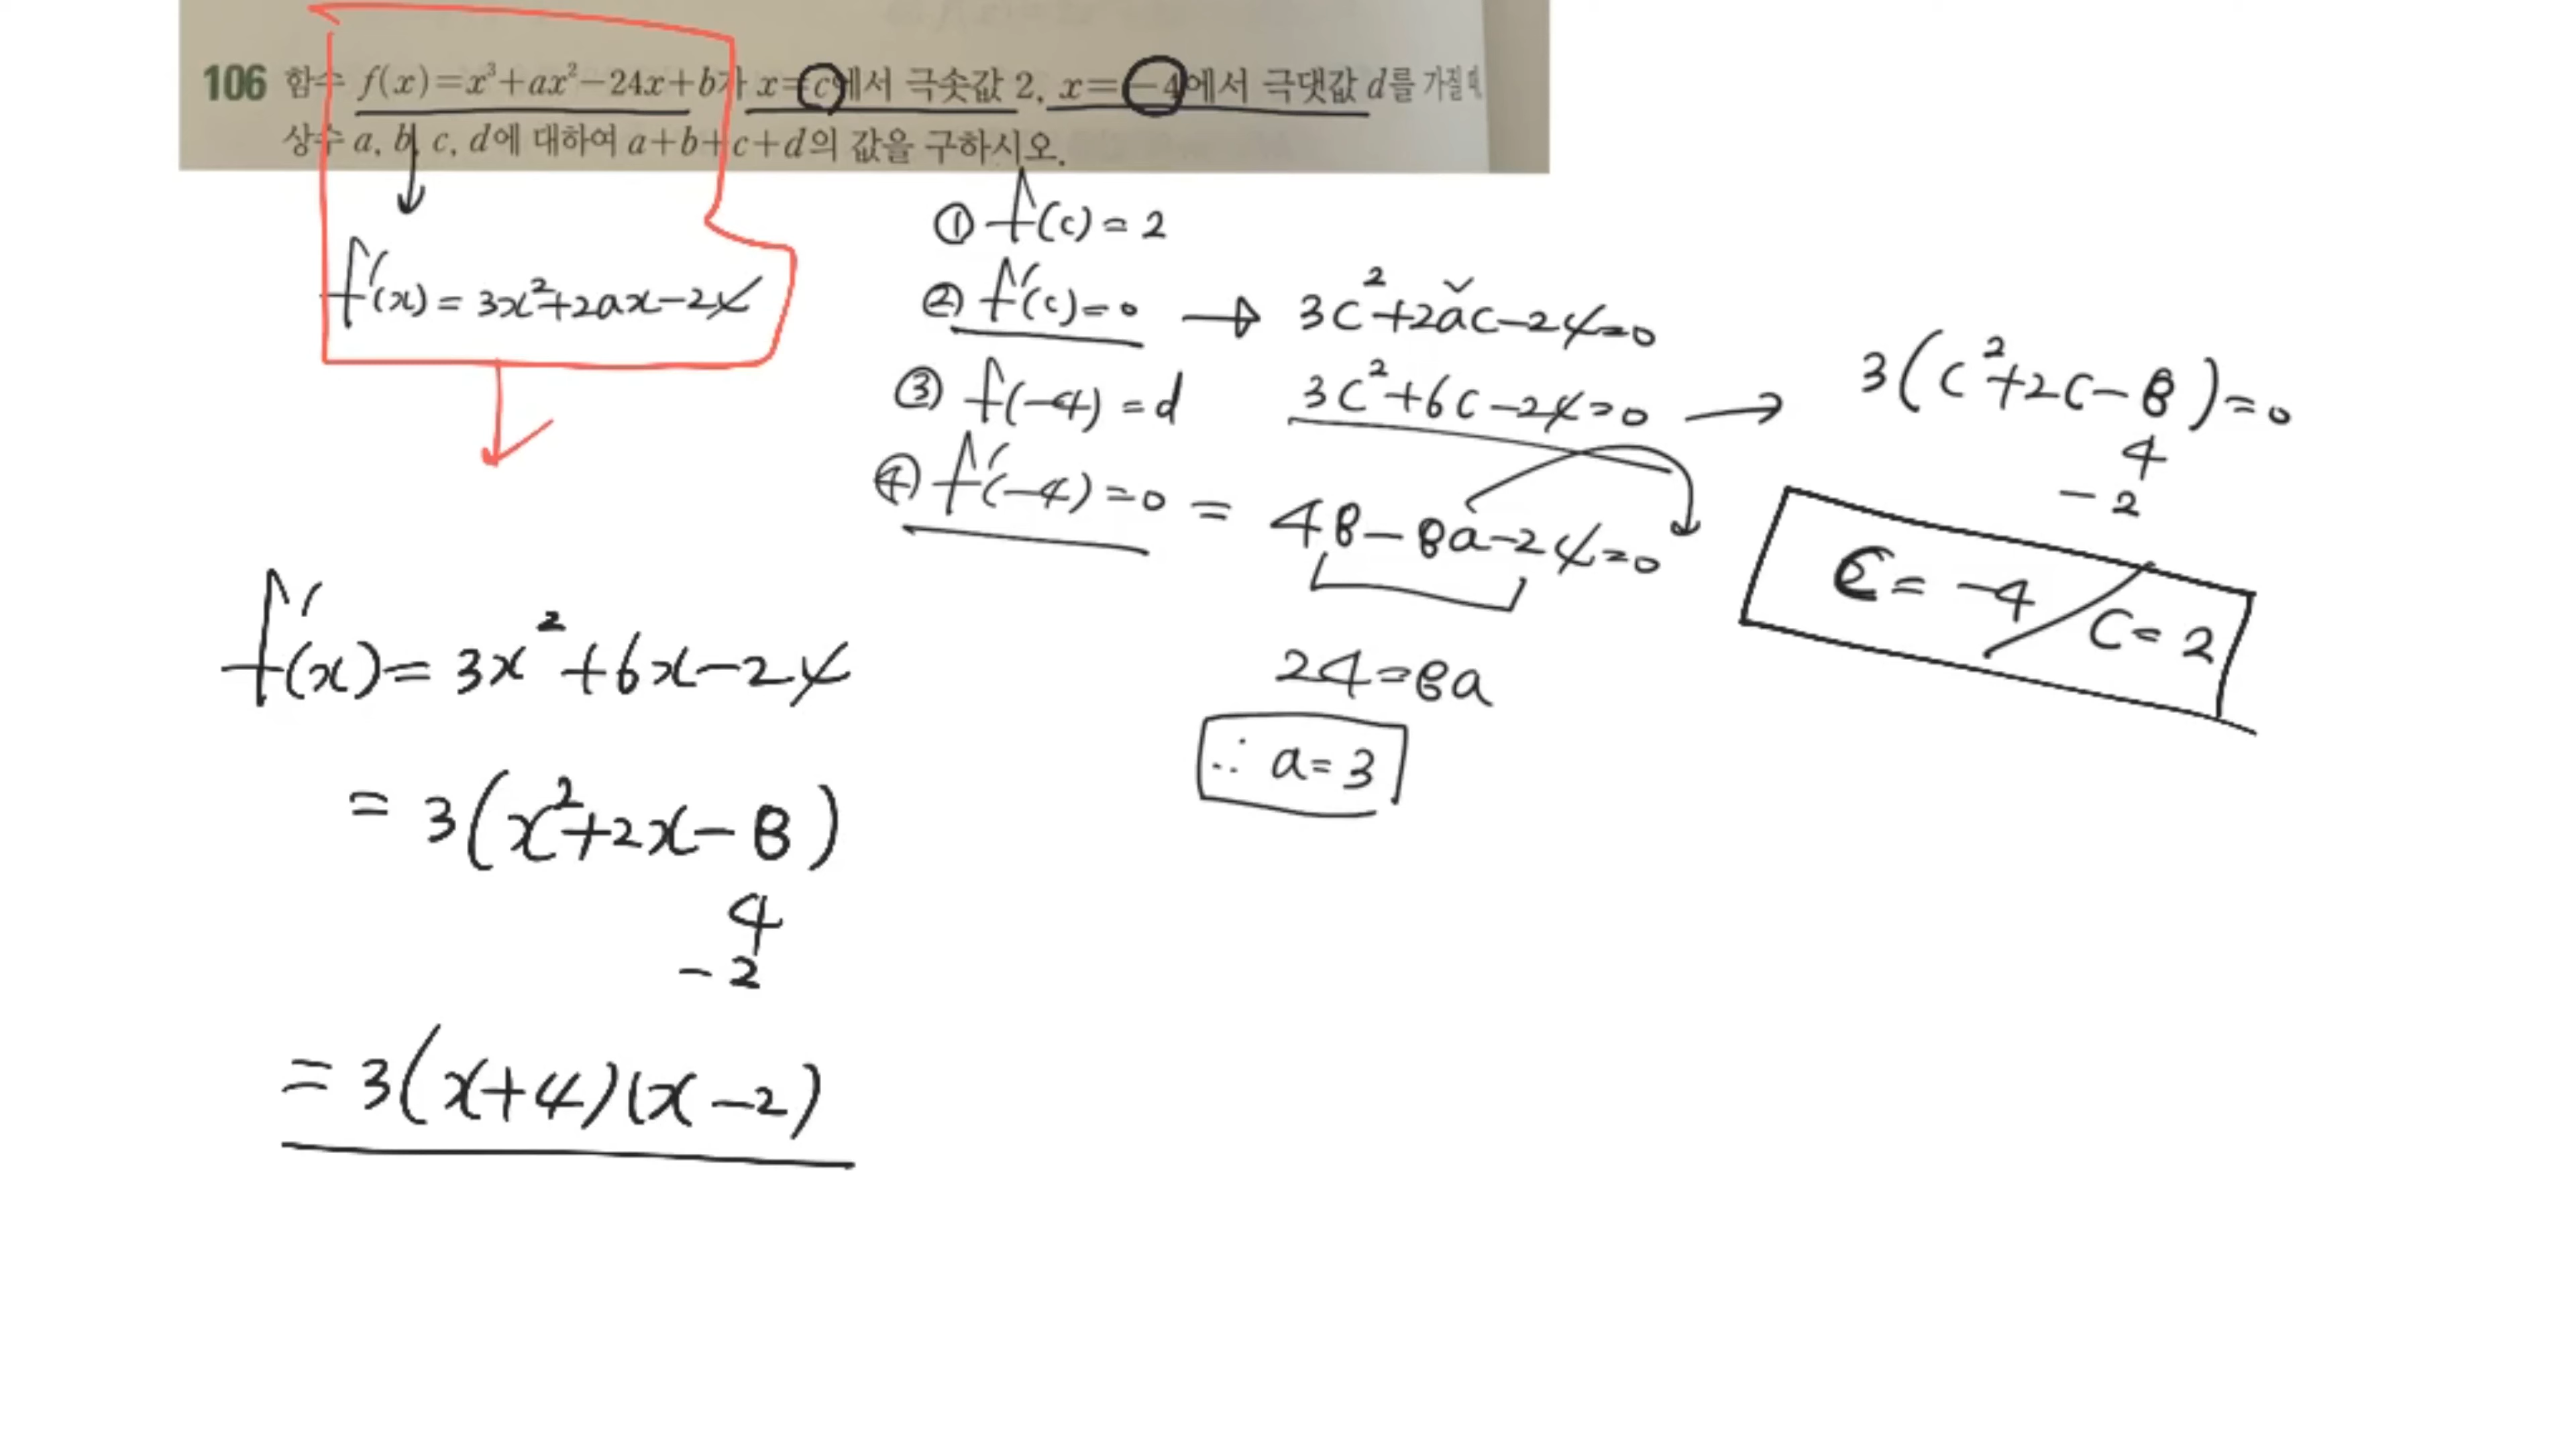 106 함수 f(x)=x³+ax²-24x+b가 x=c에서 극솟값 2, x=-4에서 극댓값 d를 가질 때
상수 a, b, c, d에 대하여 a+b+c+d의 값을 구하시오.
f'(x) = 3x²+2ax-24
① f(c) = 2
② f'(c)=0 → 3c²+2ac-24=0
③ f(-4) = d
3c²+6c-24=0 → 3(c²+2c-8)=0
4
-2
④ f'(-4)=0 = 48-8a-24=0
24=8a
∴ a=3
c = -4 / c = 2
f'(x) = 3x²+6x-24
= 3(x²+2x-8)
4
-2
= 3(x+4)(x-2)